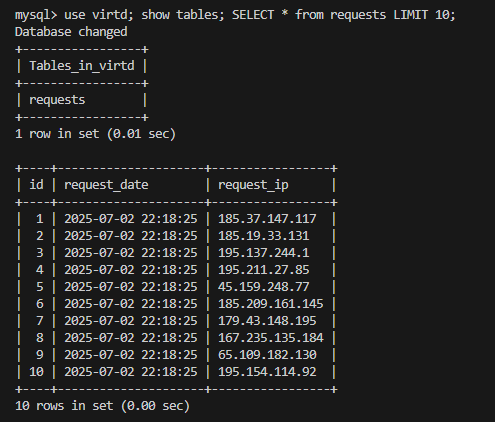 mysql> use virtd; show tables; SELECT * from requests LIMIT 10;
Database changed
+----------------+
| Tables_in_virtd |
+----------------+
| requests        |
+----------------+
1 row in set (0.01 sec)

+----+---------------------+-----------------+
| id | request_date        | request_ip      |
+----+---------------------+-----------------+
|  1 | 2025-07-02 22:18:25 | 185.37.147.117  |
|  2 | 2025-07-02 22:18:25 | 185.19.33.131   |
|  3 | 2025-07-02 22:18:25 | 195.137.244.1   |
|  4 | 2025-07-02 22:18:25 | 195.211.27.85   |
|  5 | 2025-07-02 22:18:25 | 45.159.248.77   |
|  6 | 2025-07-02 22:18:25 | 185.209.161.145 |
|  7 | 2025-07-02 22:18:25 | 179.43.148.195  |
|  8 | 2025-07-02 22:18:25 | 167.235.135.184 |
|  9 | 2025-07-02 22:18:25 | 65.109.182.130  |
| 10 | 2025-07-02 22:18:25 | 195.154.114.92  |
+----+---------------------+-----------------+
10 rows in set (0.00 sec)